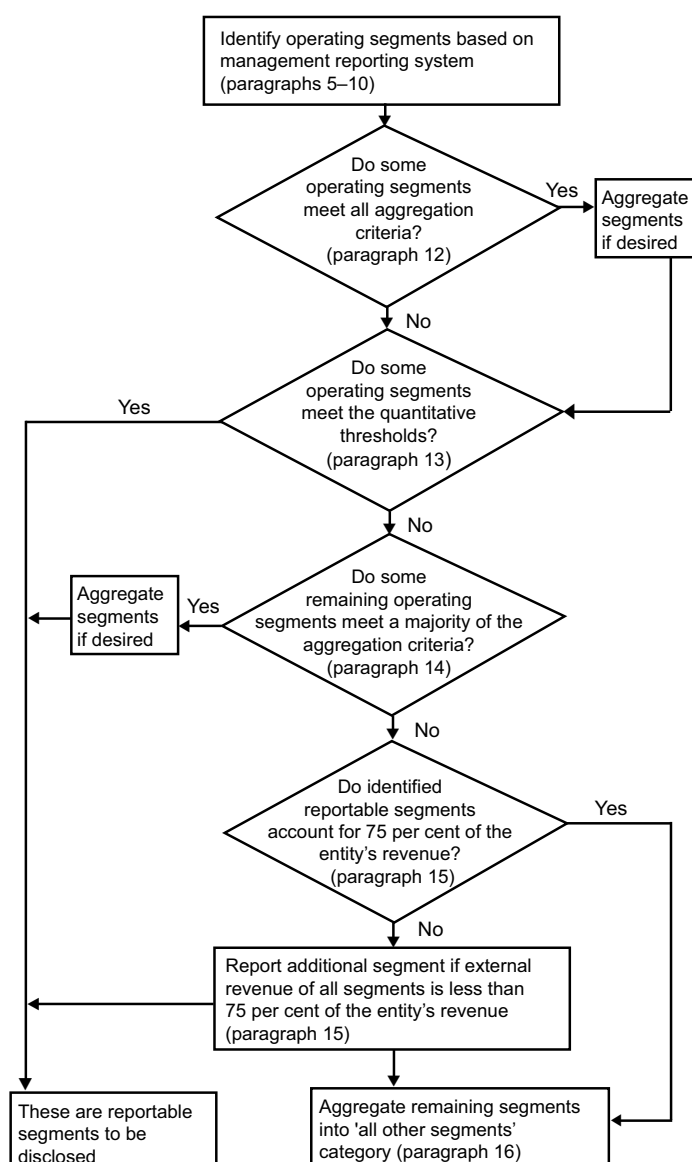 Identify operating segments based on
management reporting system
(paragraphs 5–10)
Do some
operating segments
meet all aggregation
criteria?
(paragraph 12)
Yes
Aggregate
segments
if desired
No
Do some
operating segments
meet the quantitative
thresholds?
(paragraph 13)
Yes
No
Do some
remaining operating
segments meet a majority of the
aggregation criteria?
(paragraph 14)
Yes
Aggregate
segments
if desired
No
Do identified
reportable segments
account for 75 per cent of the
entity’s revenue?
(paragraph 15)
Yes
No
Report additional segment if external
revenue of all segments is less than
75 per cent of the entity’s revenue
(paragraph 15)
These are reportable
segments to be
disclosed
Aggregate remaining segments
into 'all other segments’
category (paragraph 16)